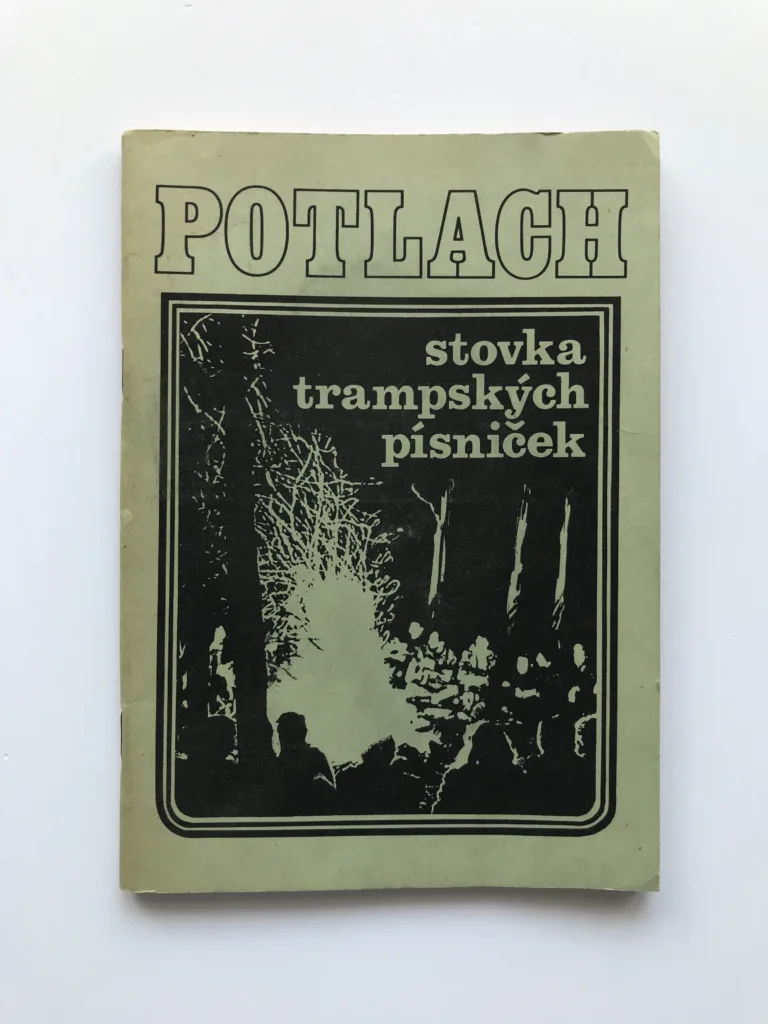 POTLACH
stovka
trampských
písniček